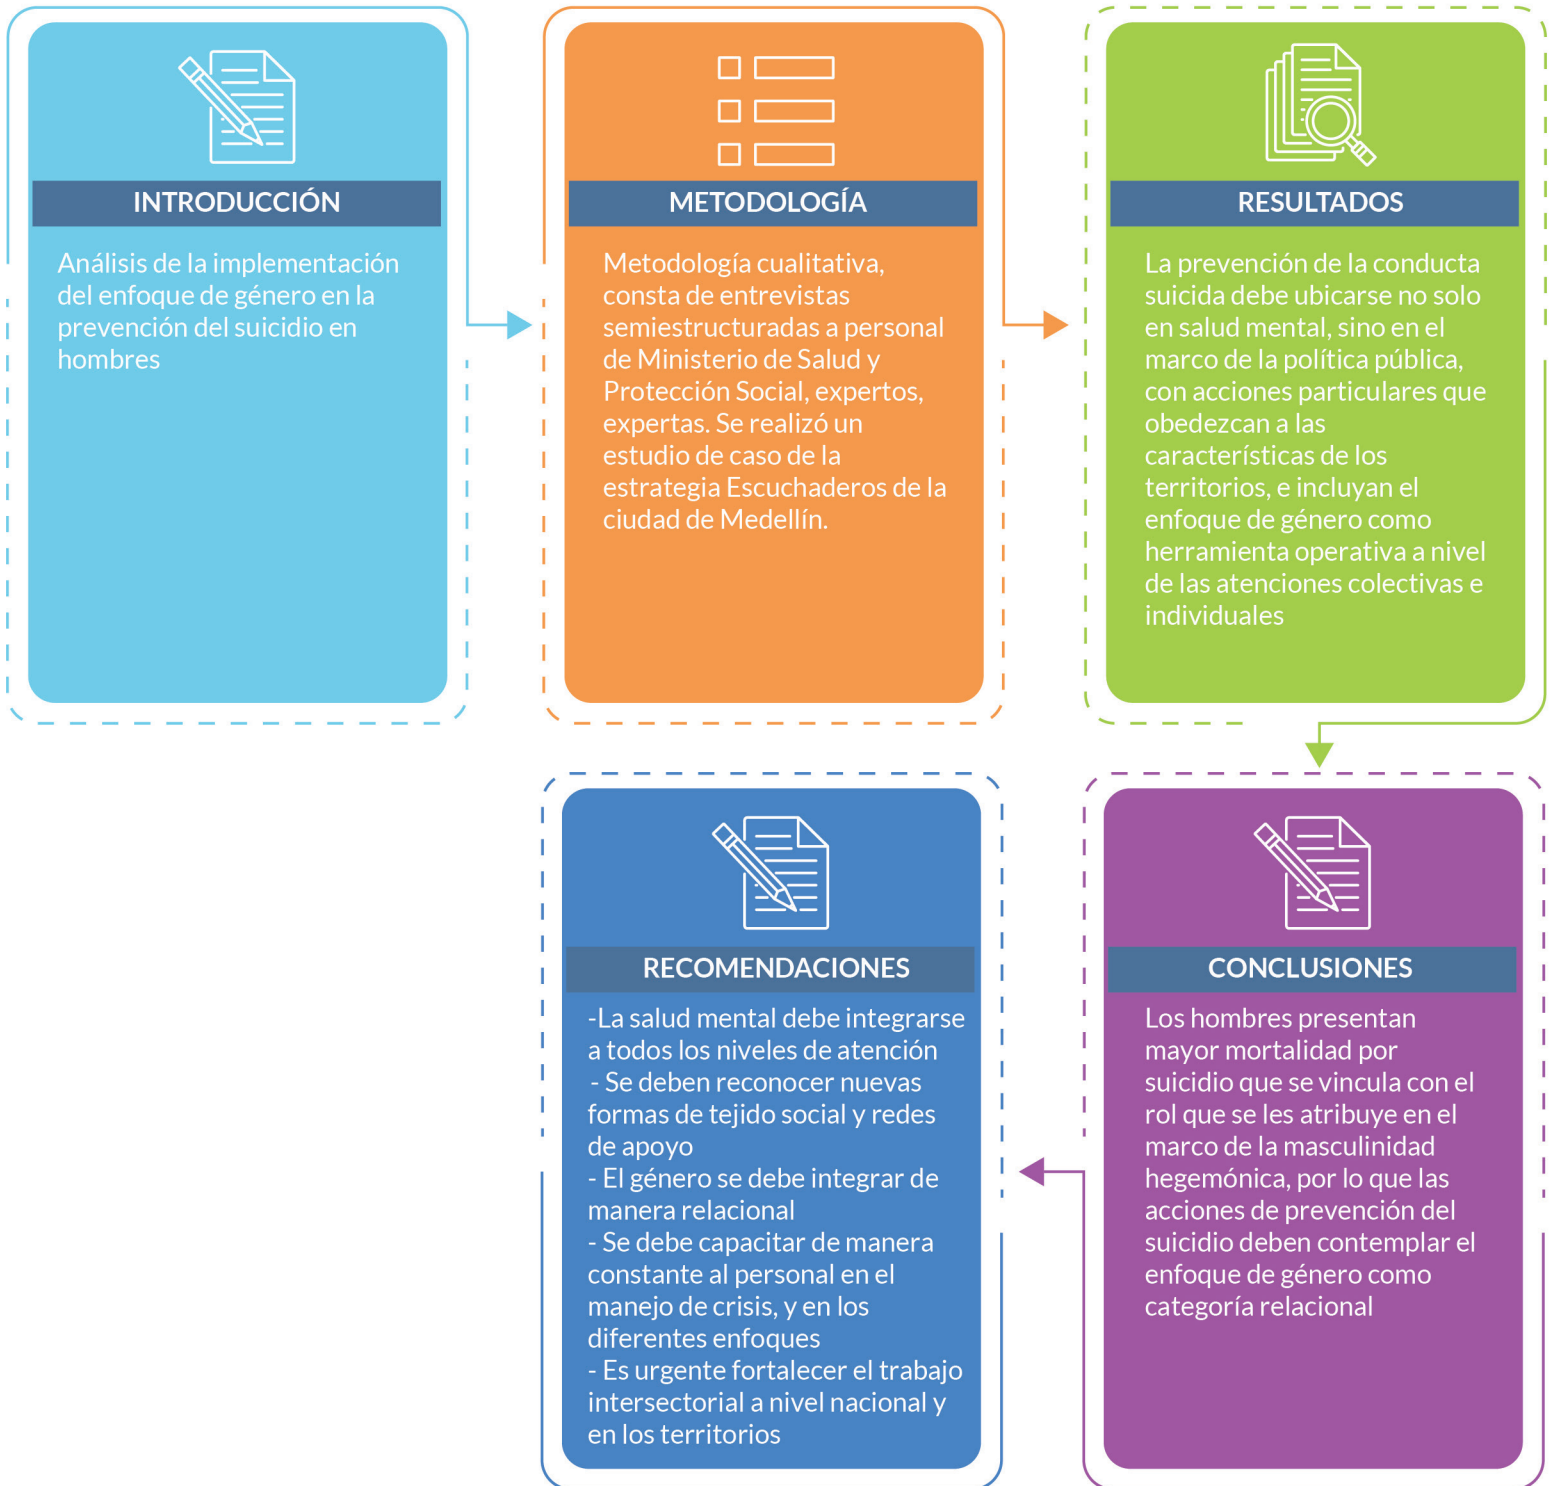 INTRODUCCIÓN
Análisis de la implementación
del enfoque de género en la
prevención del suicidio en
hombres
METODOLOGÍA
Metodología cualitativa,
consta de entrevistas
semiestructuradas a personal
de Ministerio de Salud y
Protección Social, expertos,
expertas. Se realizó un
estudio de caso de la
estrategia Escuchaderos de la
ciudad de Medellín.
RESULTADOS
La prevención de la conducta
suicida debe ubicarse no solo
en salud mental, sino en el
marco de la política pública,
con acciones particulares que
obedezcan a las
características de los
territorios, e incluyan el
enfoque de género como
herramienta operativa a nivel
de las atenciones colectivas e
individuales
CONCLUSIONES
Los hombres presentan
mayor mortalidad por
suicidio que se vincula con el
rol que se les atribuye en el
marco de la masculinidad
hegemónica, por lo que las
acciones de prevención del
suicidio deben contemplar el
enfoque de género como
categoría relacional
RECOMENDACIONES
-La salud mental debe integrarse
a todos los niveles de atención
- Se deben reconocer nuevas
formas de tejido social y redes
de apoyo
- El género se debe integrar de
manera relacional
- Se debe capacitar de manera
constante al personal en el
manejo de crisis, y en los
diferentes enfoques
- Es urgente fortalecer el trabajo
intersectorial a nivel nacional y
en los territorios